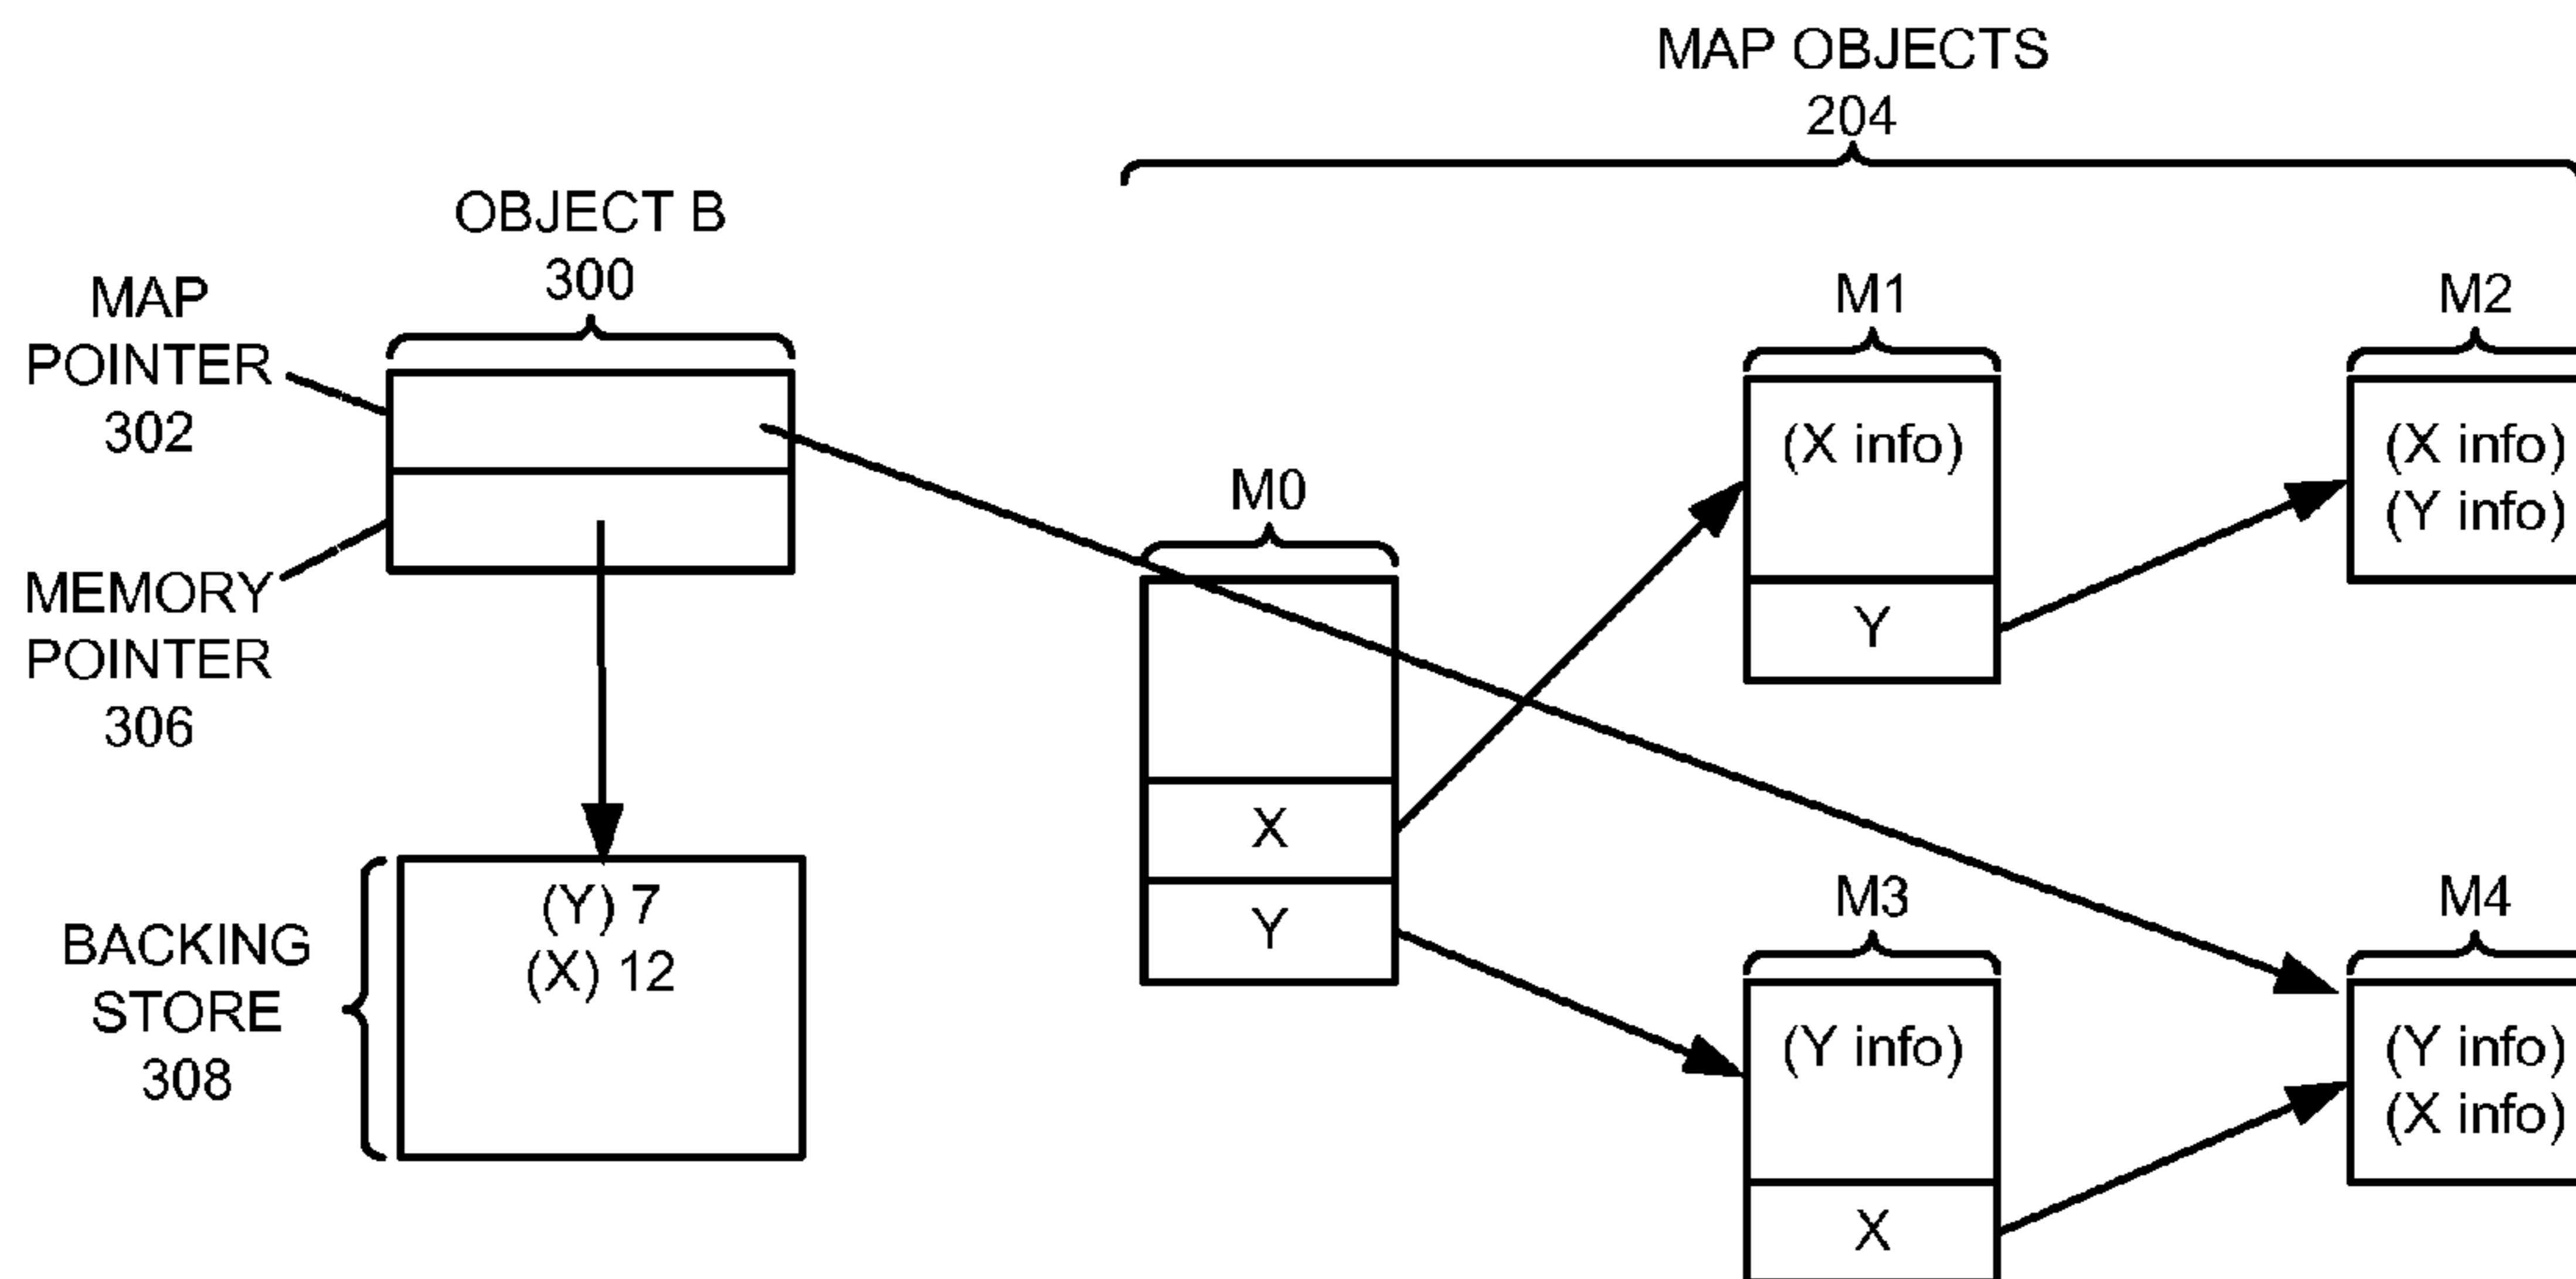 MAP OBJECTS
204
OBJECT B
300
MAP
POINTER
302
MEMORY
POINTER
306
BACKING
STORE
308
(Y) 7
(X) 12
M0
X
Y
M1
(X info)
Y
M2
(X info)
(Y info)
M3
(Y info)
X
M4
(Y info)
(X info)